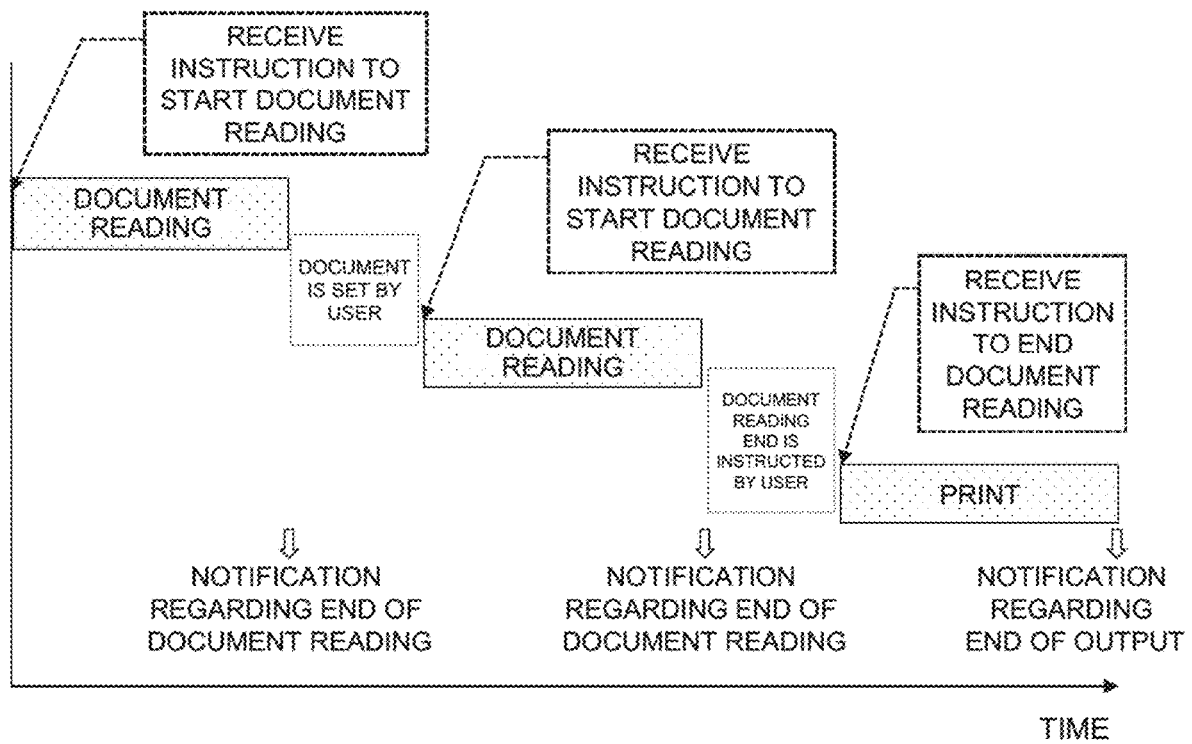 RECEIVE
INSTRUCTION TO
START DOCUMENT
READING
DOCUMENT
READING
RECEIVE
INSTRUCTION TO
START DOCUMENT
READING
DOCUMENT
IS SET BY
USER
DOCUMENT
READING
RECEIVE
INSTRUCTION
TO END
DOCUMENT
READING
DOCUMENT
READING
END IS
INSTRUCTED
BY USER
PRINT
NOTIFICATION
REGARDING END OF
DOCUMENT READING
NOTIFICATION
REGARDING END OF
DOCUMENT READING
NOTIFICATION
REGARDING
END OF OUTPUT
TIME